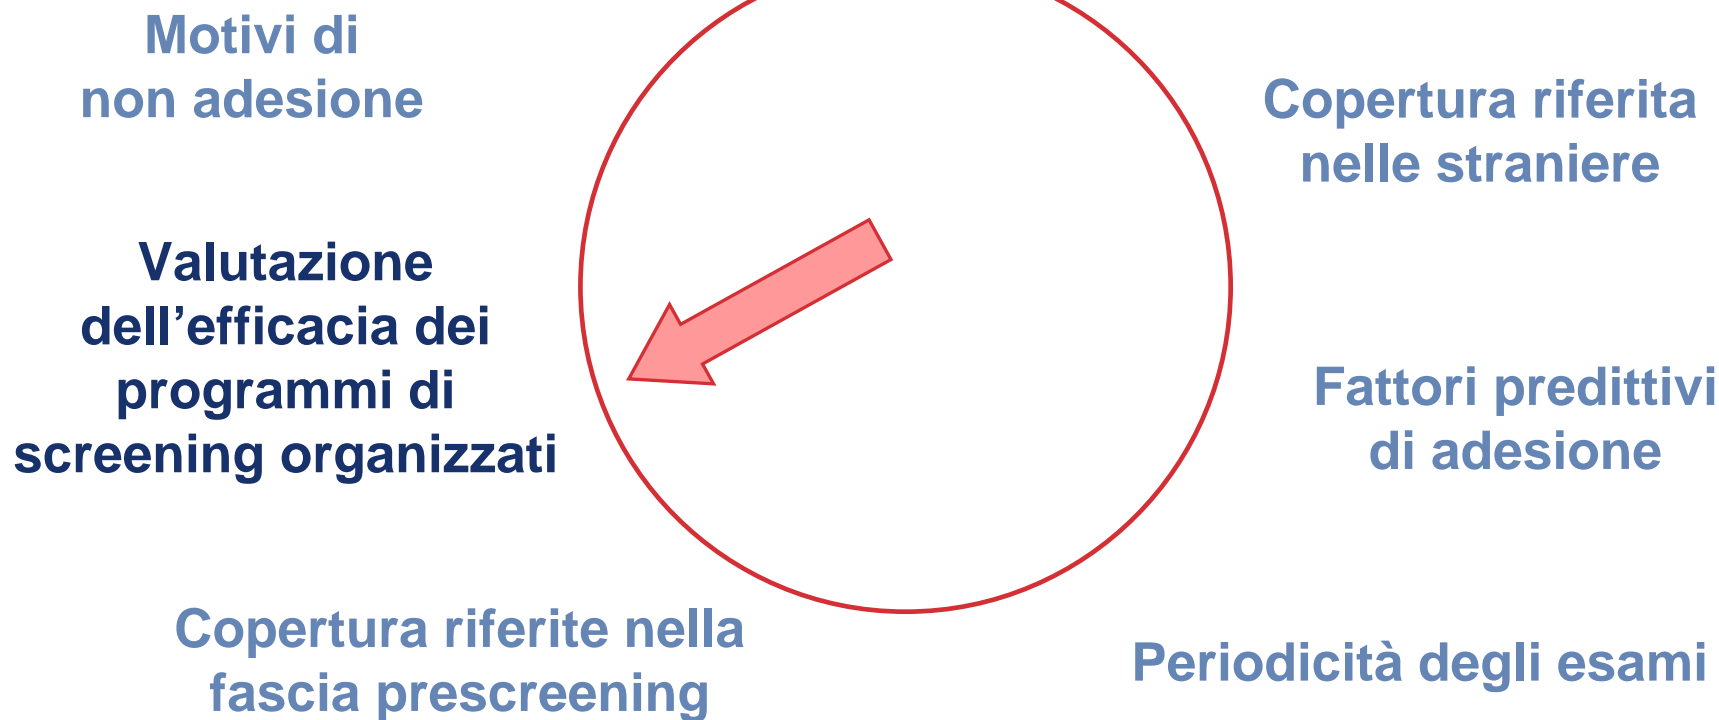 Motivi di
non adesione
Copertura riferita
nelle straniere
Valutazione
dell’efficacia dei
programmi di
screening organizzati
Fattori predittivi
di adesione
Copertura riferite nella
fascia prescreening
Periodicità degli esami